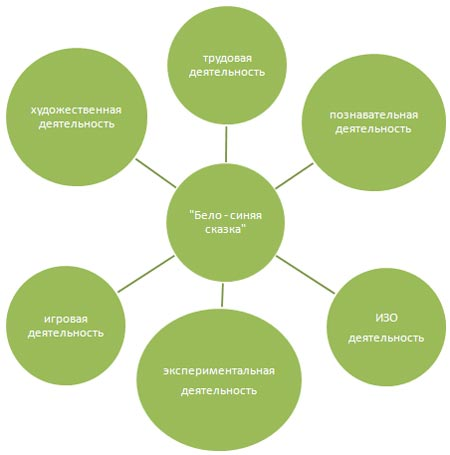 трудовая
деятельность
художественная
деятельность
познавательная
деятельность
"Бело - синяя
сказка"
игровая
деятельность
ИЗО
деятельность
экспериментальная
деятельность